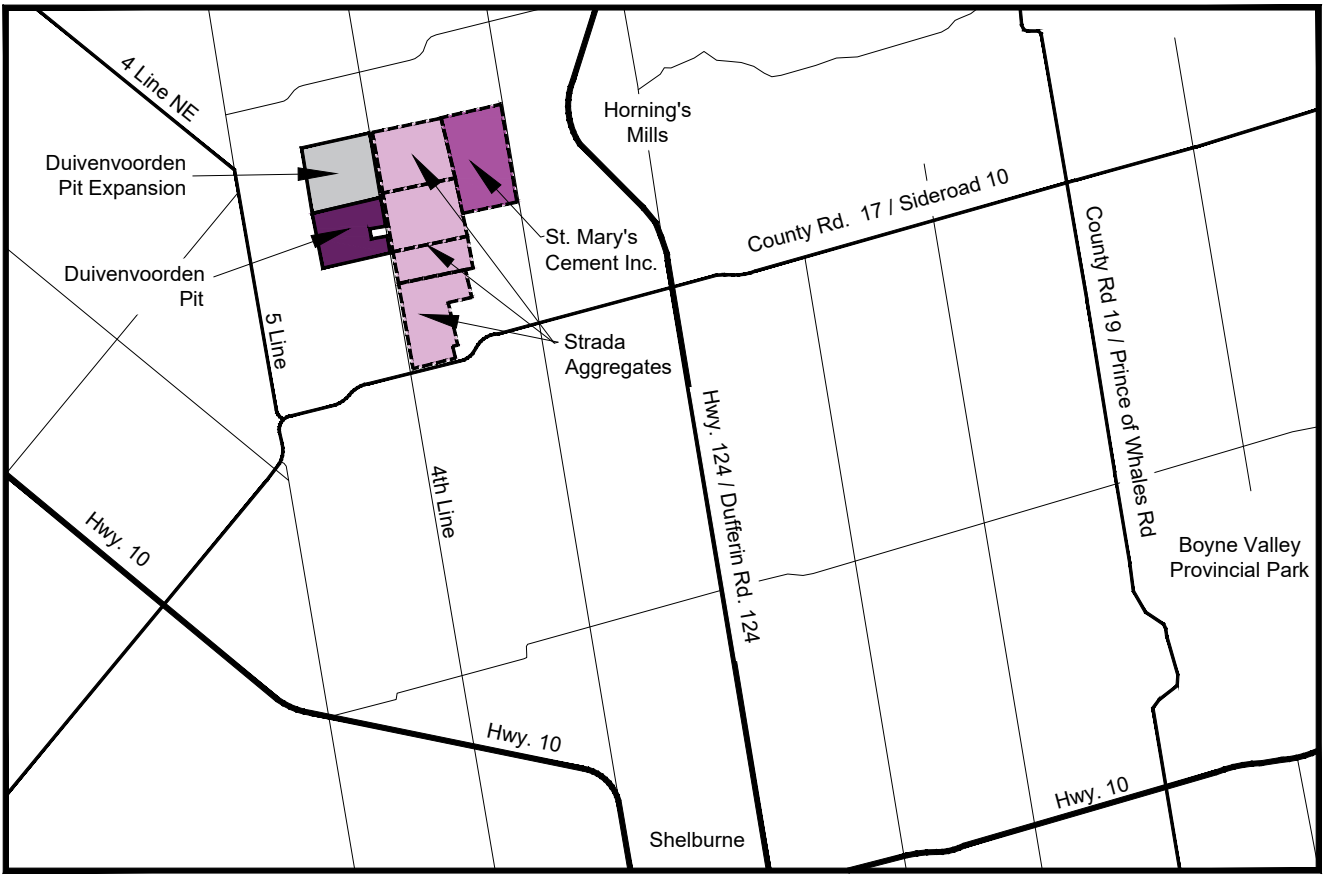 4 Line NE
Horning's
Mills
Duivenvoorden
Pit Expansion
County Rd.  17 / Sideroad 10
St. Mary's
Cement Inc.
Duivenvoorden
Pit
5 Line
County Rd 19 / Prince of Whales Rd
Strada
Aggregates
Hwy. 124 / Dufferin Rd. 124
4th Line
Hwy. 10
Boyne Valley
Provincial Park
Hwy. 10
Hwy. 10
Shelburne